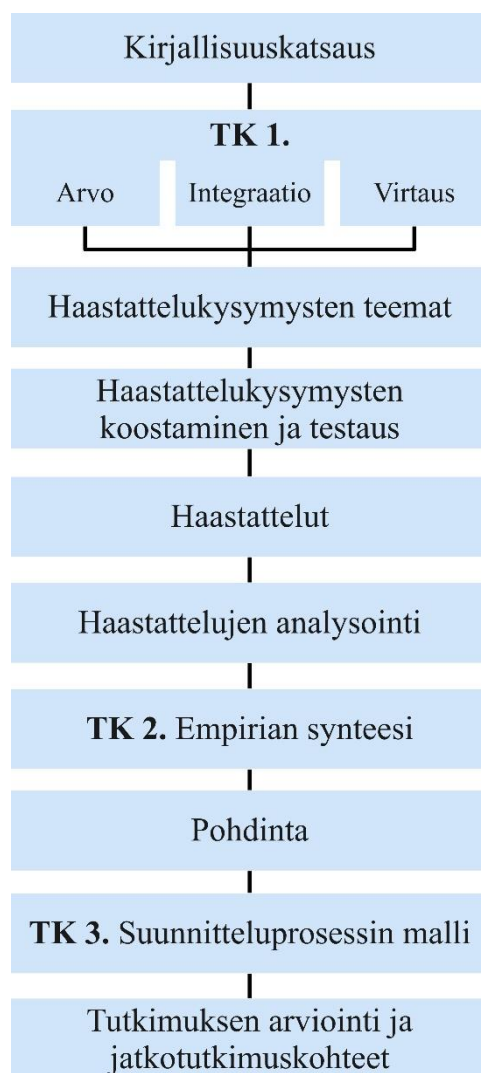 Kirjallisuuskatsaus
TK 1.
Arvo
Integraatio
Virtaus
Haastattelukysymysten teemat
Haastattelukysymysten
koostaminen ja testaus
Haastattelut
Haastattelujen analysointi
TK 2. Empirian synteesi
Pohdinta
TK 3. Suunnitteluprosessin malli
Tutkimuksen arviointi ja
jatkotutkimuskohteet